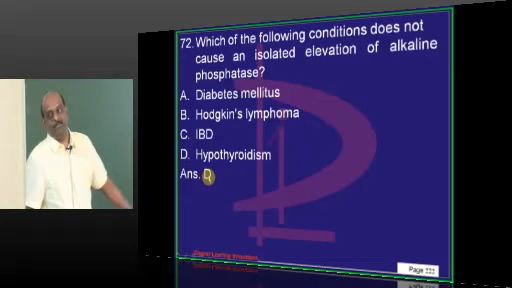 72. Which of the following conditions does not
cause an isolated elevation of alkaline
phosphatase?
A. Diabetes mellitus
B. Hodgkin's lymphoma
C. IBD
D. Hypothyroidism
Ans. D
Page 222